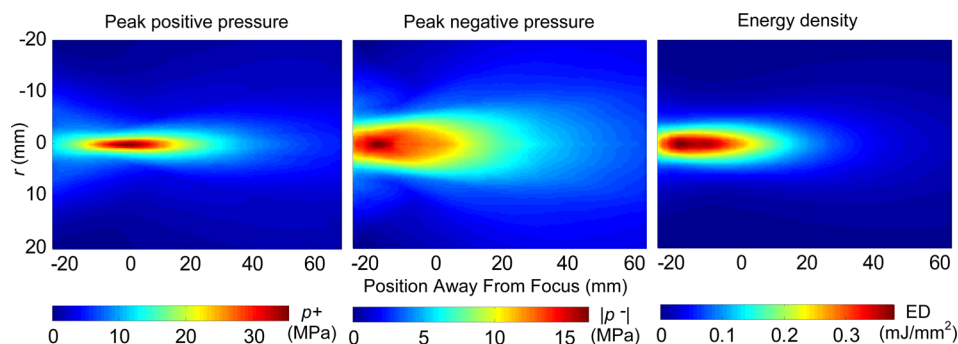 Peak positive pressure Peak negative pressure Energy density
-20
-10
0
10
20
r (mm)
-20 0 20 40 60 -20 0 20 40 60 -20 0 20 40 60
Position Away From Focus (mm)
p+ |p -| ED
0 10 20 30 (MPa) 0 5 10 15 (MPa) 0 0.1 0.2 0.3 (mJ/mm²)